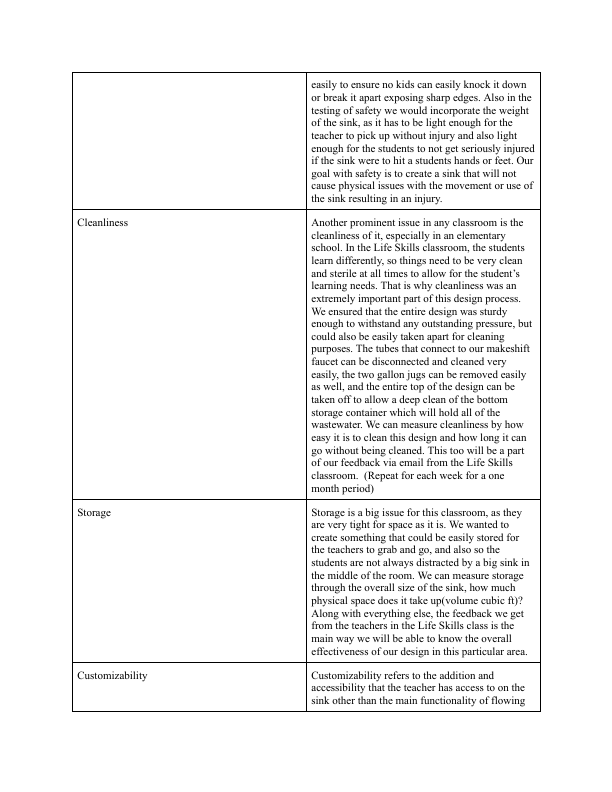 easily to ensure no kids can easily knock it down
or break it apart exposing sharp edges. Also in the
testing of safety we would incorporate the weight
of the sink, as it has to be light enough for the
teacher to pick up without injury and also light
enough for the students to not get seriously injured
if the sink were to hit a students hands or feet. Our
goal with safety is to create a sink that will not
cause physical issues with the movement or use of
the sink resulting in an injury.
Cleanliness
Another prominent issue in any classroom is the
cleanliness of it, especially in an elementary
school. In the Life Skills classroom, the students
learn differently, so things need to be very clean
and sterile at all times to allow for the student’s
learning needs. That is why cleanliness was an
extremely important part of this design process.
We ensured that the entire design was sturdy
enough to withstand any outstanding pressure, but
could also be easily taken apart for cleaning
purposes. The tubes that connect to our makeshift
faucet can be disconnected and cleaned very
easily, the two gallon jugs can be removed easily
as well, and the entire top of the design can be
taken off to allow a deep clean of the bottom
storage container which will hold all of the
wastewater. We can measure cleanliness by how
easy it is to clean this design and how long it can
go without being cleaned. This too will be a part
of our feedback via email from the Life Skills
classroom.  (Repeat for each week for a one
month period)
Storage
Storage is a big issue for this classroom, as they
are very tight for space as it is. We wanted to
create something that could be easily stored for
the teachers to grab and go, and also so the
students are not always distracted by a big sink in
the middle of the room. We can measure storage
through the overall size of the sink, how much
physical space does it take up(volume cubic ft)?
Along with everything else, the feedback we get
from the teachers in the Life Skills class is the
main way we will be able to know the overall
effectiveness of our design in this particular area.
Customizability
Customizability refers to the addition and
accessibility that the teacher has access to on the
sink other than the main functionality of flowing